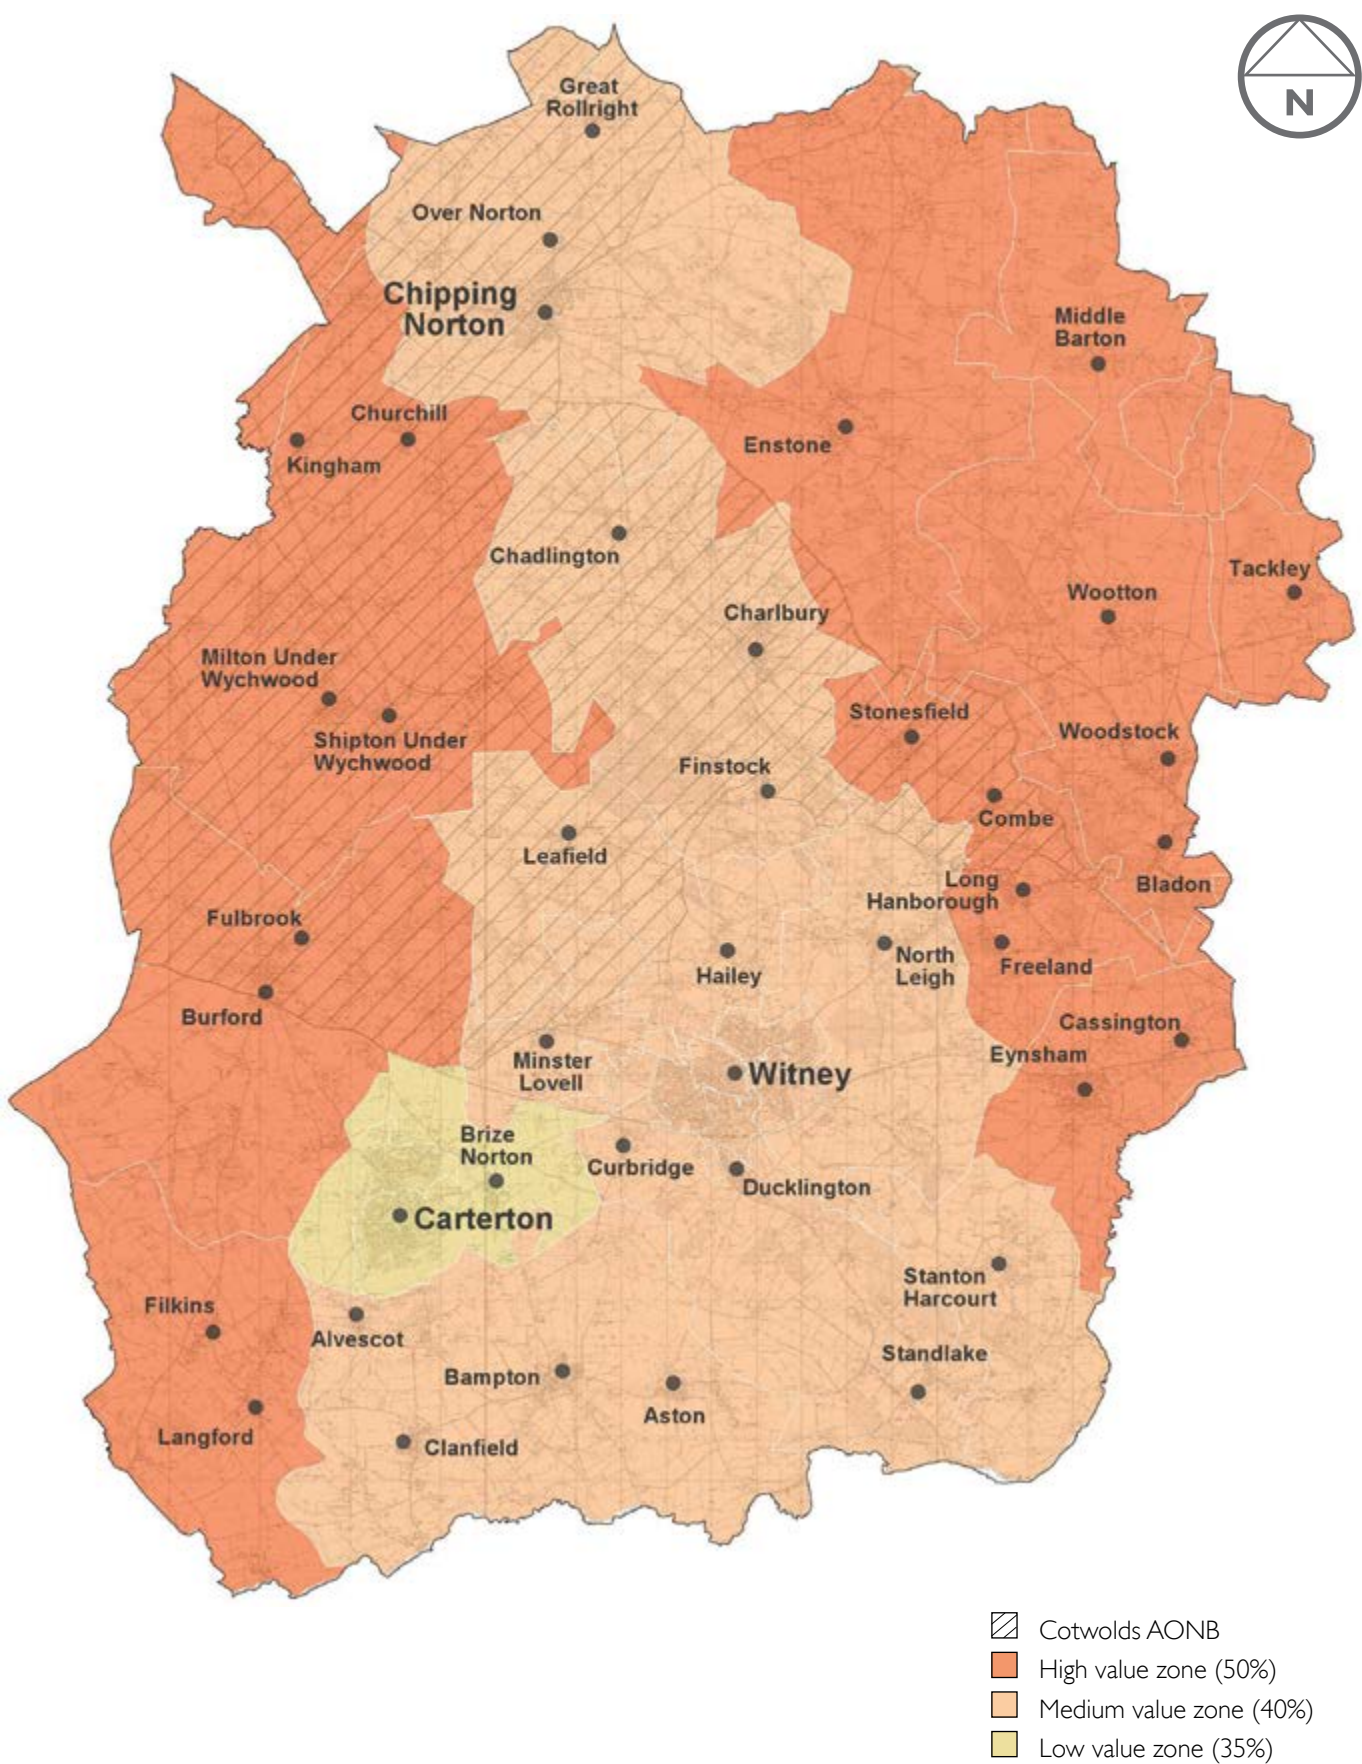 N
Great
Rollright
Over Norton
Chipping
Norton
Middle
Barton
Churchill
Kingham
Enstone
Chadlington
Tackley
Wootton
Charlbury
Milton Under
Wychwood
Shipton Under
Wychwood
Stonesfield
Woodstock
Finstock
Combe
Leafield
Long
Hanborough
Bladon
Fulbrook
Hailey
North
Leigh
Freeland
Burford
Cassington
Eynsham
Minster
Lovell
Witney
Brize
Norton
Curbridge
Ducklington
Carterton
Stanton
Harcourt
Filkins
Alvescot
Standlake
Bampton
Aston
Langford
Clanfield
Cotwolds AONB
High value zone (50%)
Medium value zone (40%)
Low value zone (35%)